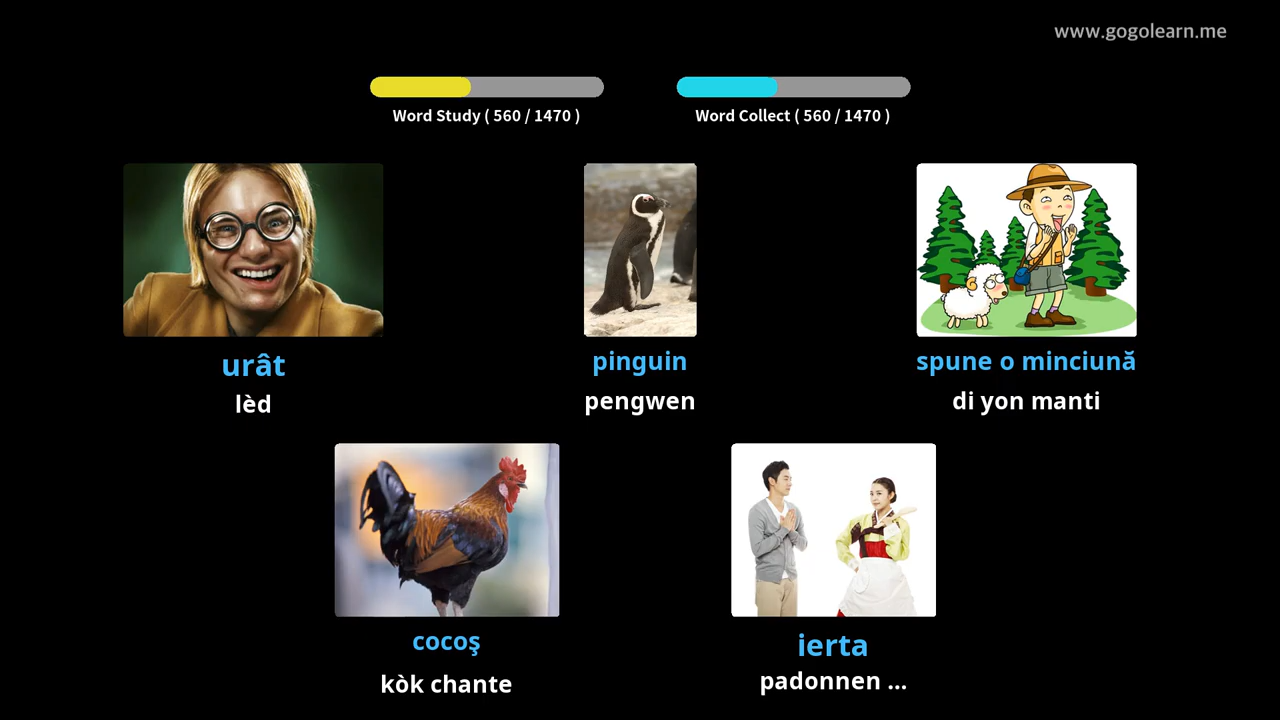 www.gogolearn.me
Word Study ( 560 / 1470 )
Word Collect ( 560 / 1470 )
urât
lèd
pinguin
pengwen
spune o minciună
di yon manti
cocoş
kòk chante
ierta
padonnen ...